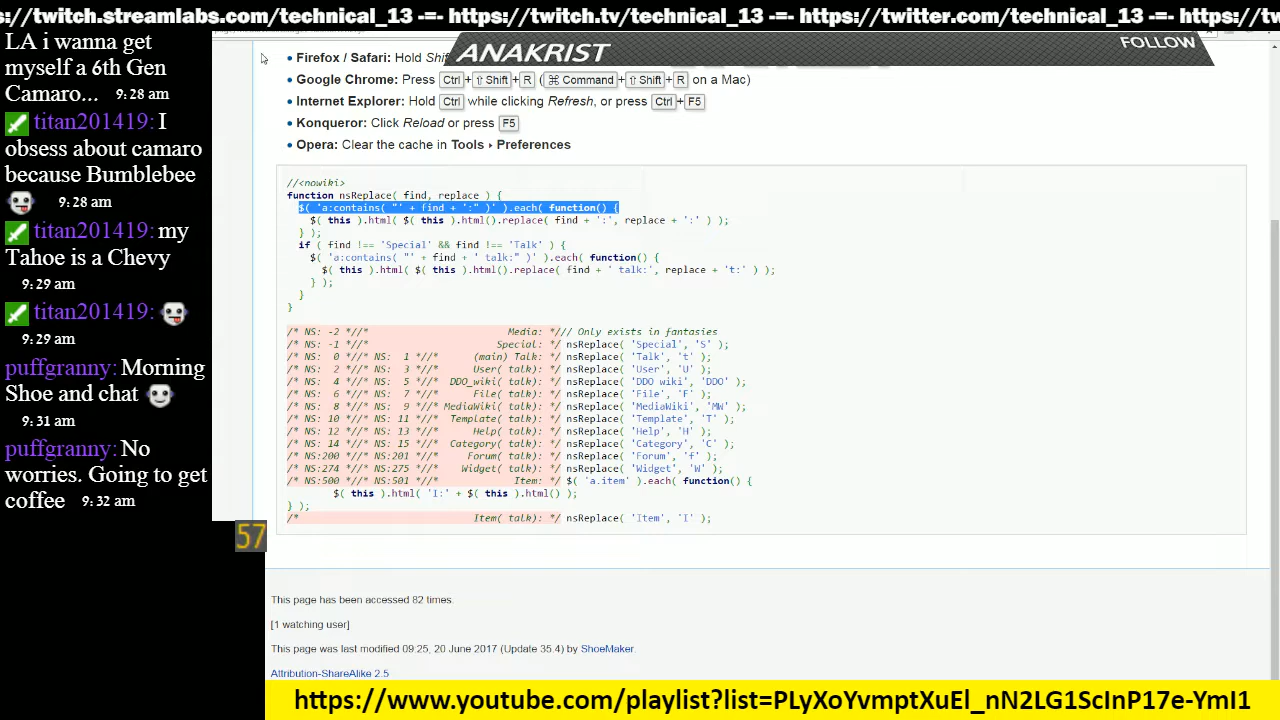 s://twitch.streamlabs.com/technical_13 -=- https://twitch.tv/technical_13 -=- https://twitter.com/technical_13 -=- https://t
LA i wanna get
myself a 6th Gen
Camaro... 9:28 am
titan201419: I
obsess about camaro
because Bumblebee
9:28 am
titan201419: my
Tahoe is a Chevy
9:29 am
titan201419:
9:29 am
puffgranny: Morning
Shoe and chat
9:31 am
puffgranny: No
worries. Going to get
coffee 9:32 am
57
ANAKRIST
FOLLOW
• Firefox / Safari: Hold Shif
• Google Chrome: Press Ctrl+⇧Shift+R (⌘ Command+⇧Shift+R on a Mac)
• Internet Explorer: Hold Ctrl while clicking Refresh, or press Ctrl+F5
• Konqueror: Click Reload or press F5
• Opera: Clear the cache in Tools ▸ Preferences
//<nowiki>
function nsReplace( find, replace ) {
$( 'a:contains( "' + find + ':" )' ).each( function() {
$( this ).html( $( this ).html().replace( find + ':', replace + ':' ) );
} );
if ( find !== 'Special' && find !== 'Talk' ) {
$( 'a:contains( "' + find + ' talk:" )' ).each( function() {
$( this ).html( $( this ).html().replace( find + ' talk:', replace + 't:' ) );
} );
}
}
/* NS: -2 *//* Media: */// Only exists in fantasies
/* NS: -1 *//* Special: */ nsReplace( 'Special', 'S' );
/* NS: 0 *//* NS: 1 *//* (main) Talk: */ nsReplace( 'Talk', 't' );
/* NS: 2 *//* NS: 3 *//* User( talk): */ nsReplace( 'User', 'U' );
/* NS: 4 *//* NS: 5 *//* DDO_wiki( talk): */ nsReplace( 'DDO wiki', 'DDO' );
/* NS: 6 *//* NS: 7 *//* File( talk): */ nsReplace( 'File', 'F' );
/* NS: 8 *//* NS: 9 *//* MediaWiki( talk): */ nsReplace( 'MediaWiki', 'MW' );
/* NS: 10 *//* NS: 11 *//* Template( talk): */ nsReplace( 'Template', 'T' );
/* NS: 12 *//* NS: 13 *//* Help( talk): */ nsReplace( 'Help', 'H' );
/* NS: 14 *//* NS: 15 *//* Category( talk): */ nsReplace( 'Category', 'C' );
/* NS:200 *//* NS:201 *//* Forum( talk): */ nsReplace( 'Forum', 'f' );
/* NS:274 *//* NS:275 *//* Widget( talk): */ nsReplace( 'Widget', 'W' );
/* NS:500 *//* NS:501 *//* Item: */ $( 'a.item' ).each( function() {
$( this ).html( 'I:' + $( this ).html() );
} );
/* Item( talk): */ nsReplace( 'Item', 'I' );
This page has been accessed 82 times.
[1 watching user]
This page was last modified 09:25, 20 June 2017 (Update 35.4) by ShoeMaker.
Attribution-ShareAlike 2.5
https://www.youtube.com/playlist?list=PLyXoYvmptXuEl_nN2LG1ScInP17e-YmI1